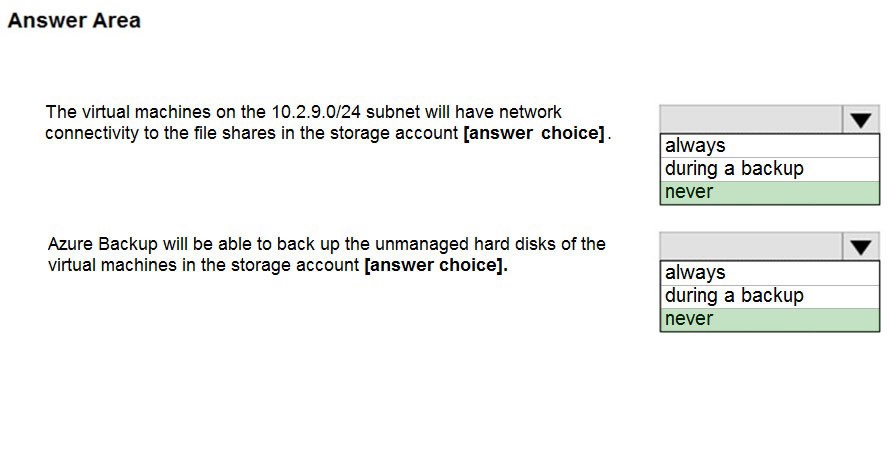 Answer Area
The virtual machines on the 10.2.9.0/24 subnet will have network
connectivity to the file shares in the storage account [answer choice].
always
during a backup
never
Azure Backup will be able to back up the unmanaged hard disks of the
virtual machines in the storage account [answer choice].
always
during a backup
never